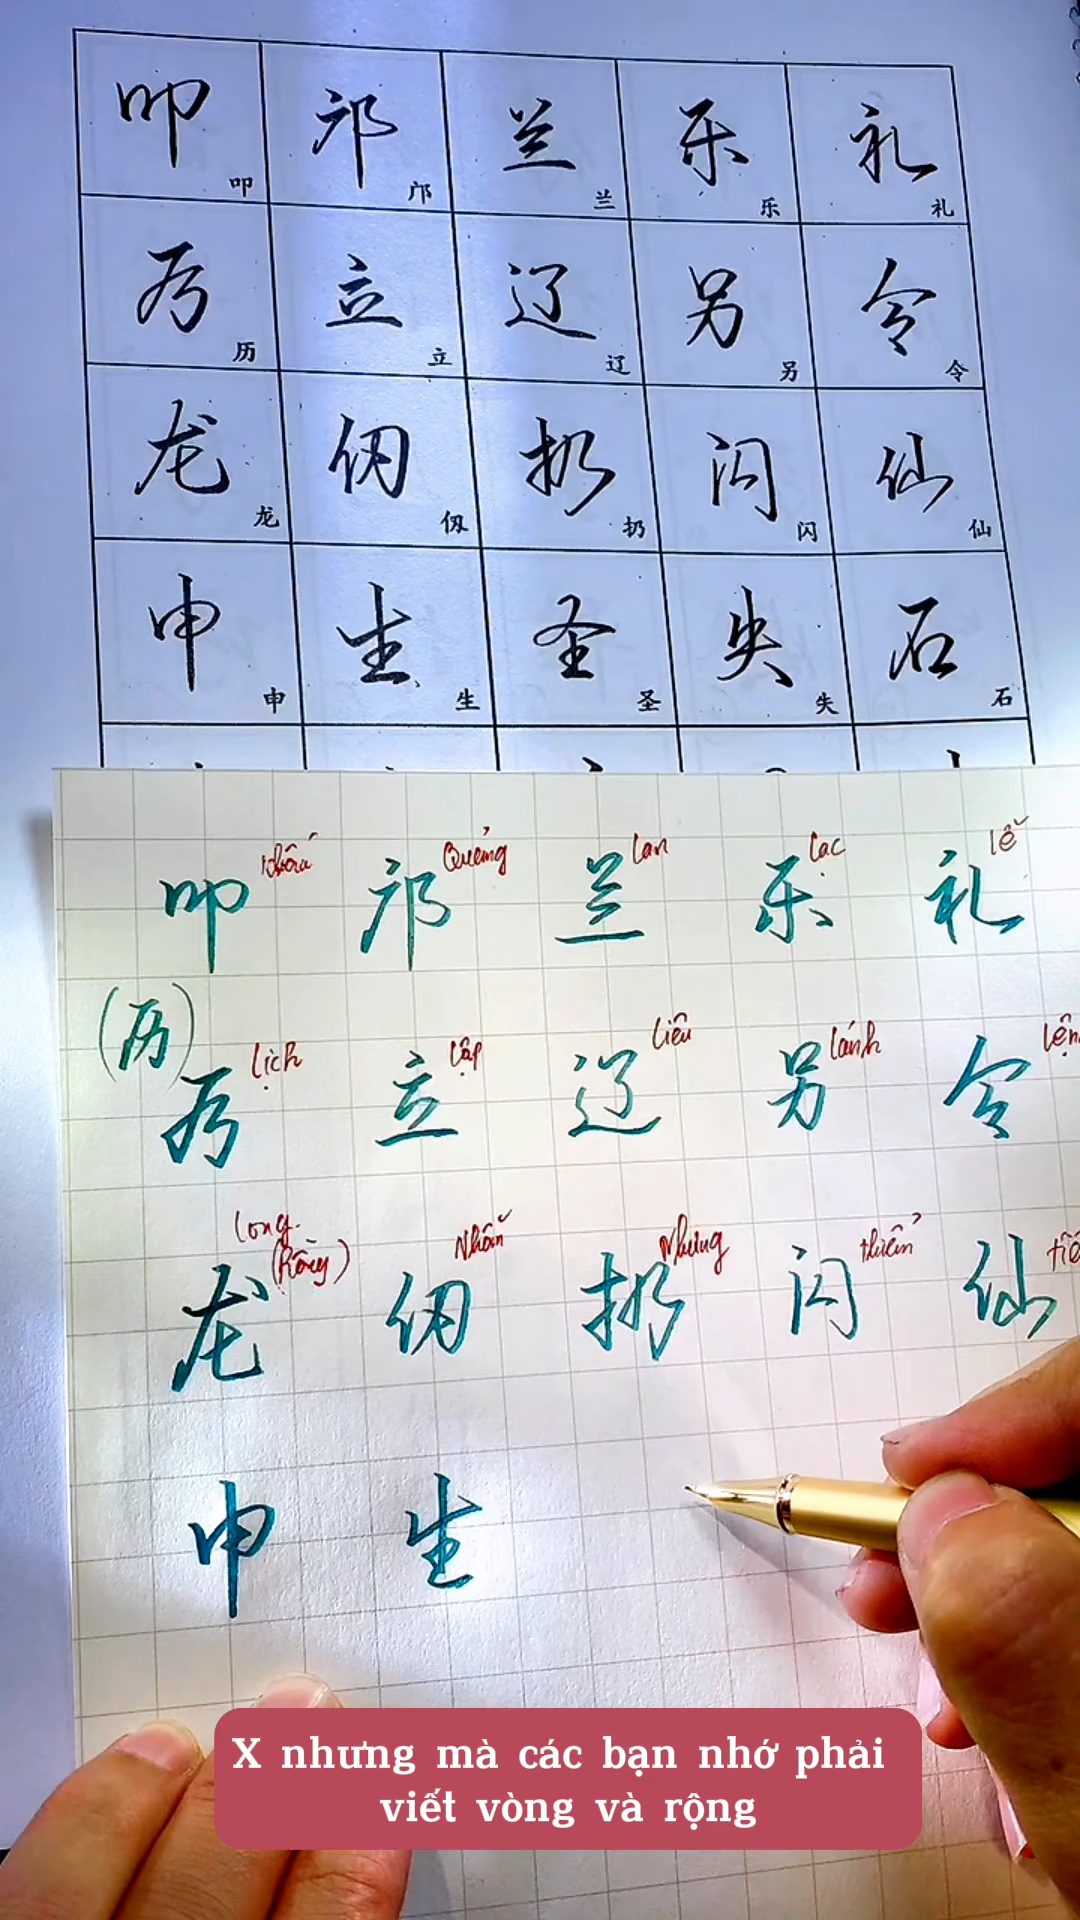 叩 邝 兰 乐 礼
叩 邝 兰 乐 礼
历 立 辽 另 令
历 立 辽 另 令
龙 仞 扔 闪 仙
龙 仞 扔 闪 仙
申 生 圣 失 石
申 生 圣 失 石
khấu Quảng lan lạc lễ
叩 邝 兰 乐 礼
(历)
lịch lập liêu lánh
历 立 辽 另 令
long (Rồng) Nhẫn Nhưng thiểm
龙 仞 扔 闪 仙
申 生
X nhưng mà các bạn nhớ phải
viết vòng và rộng